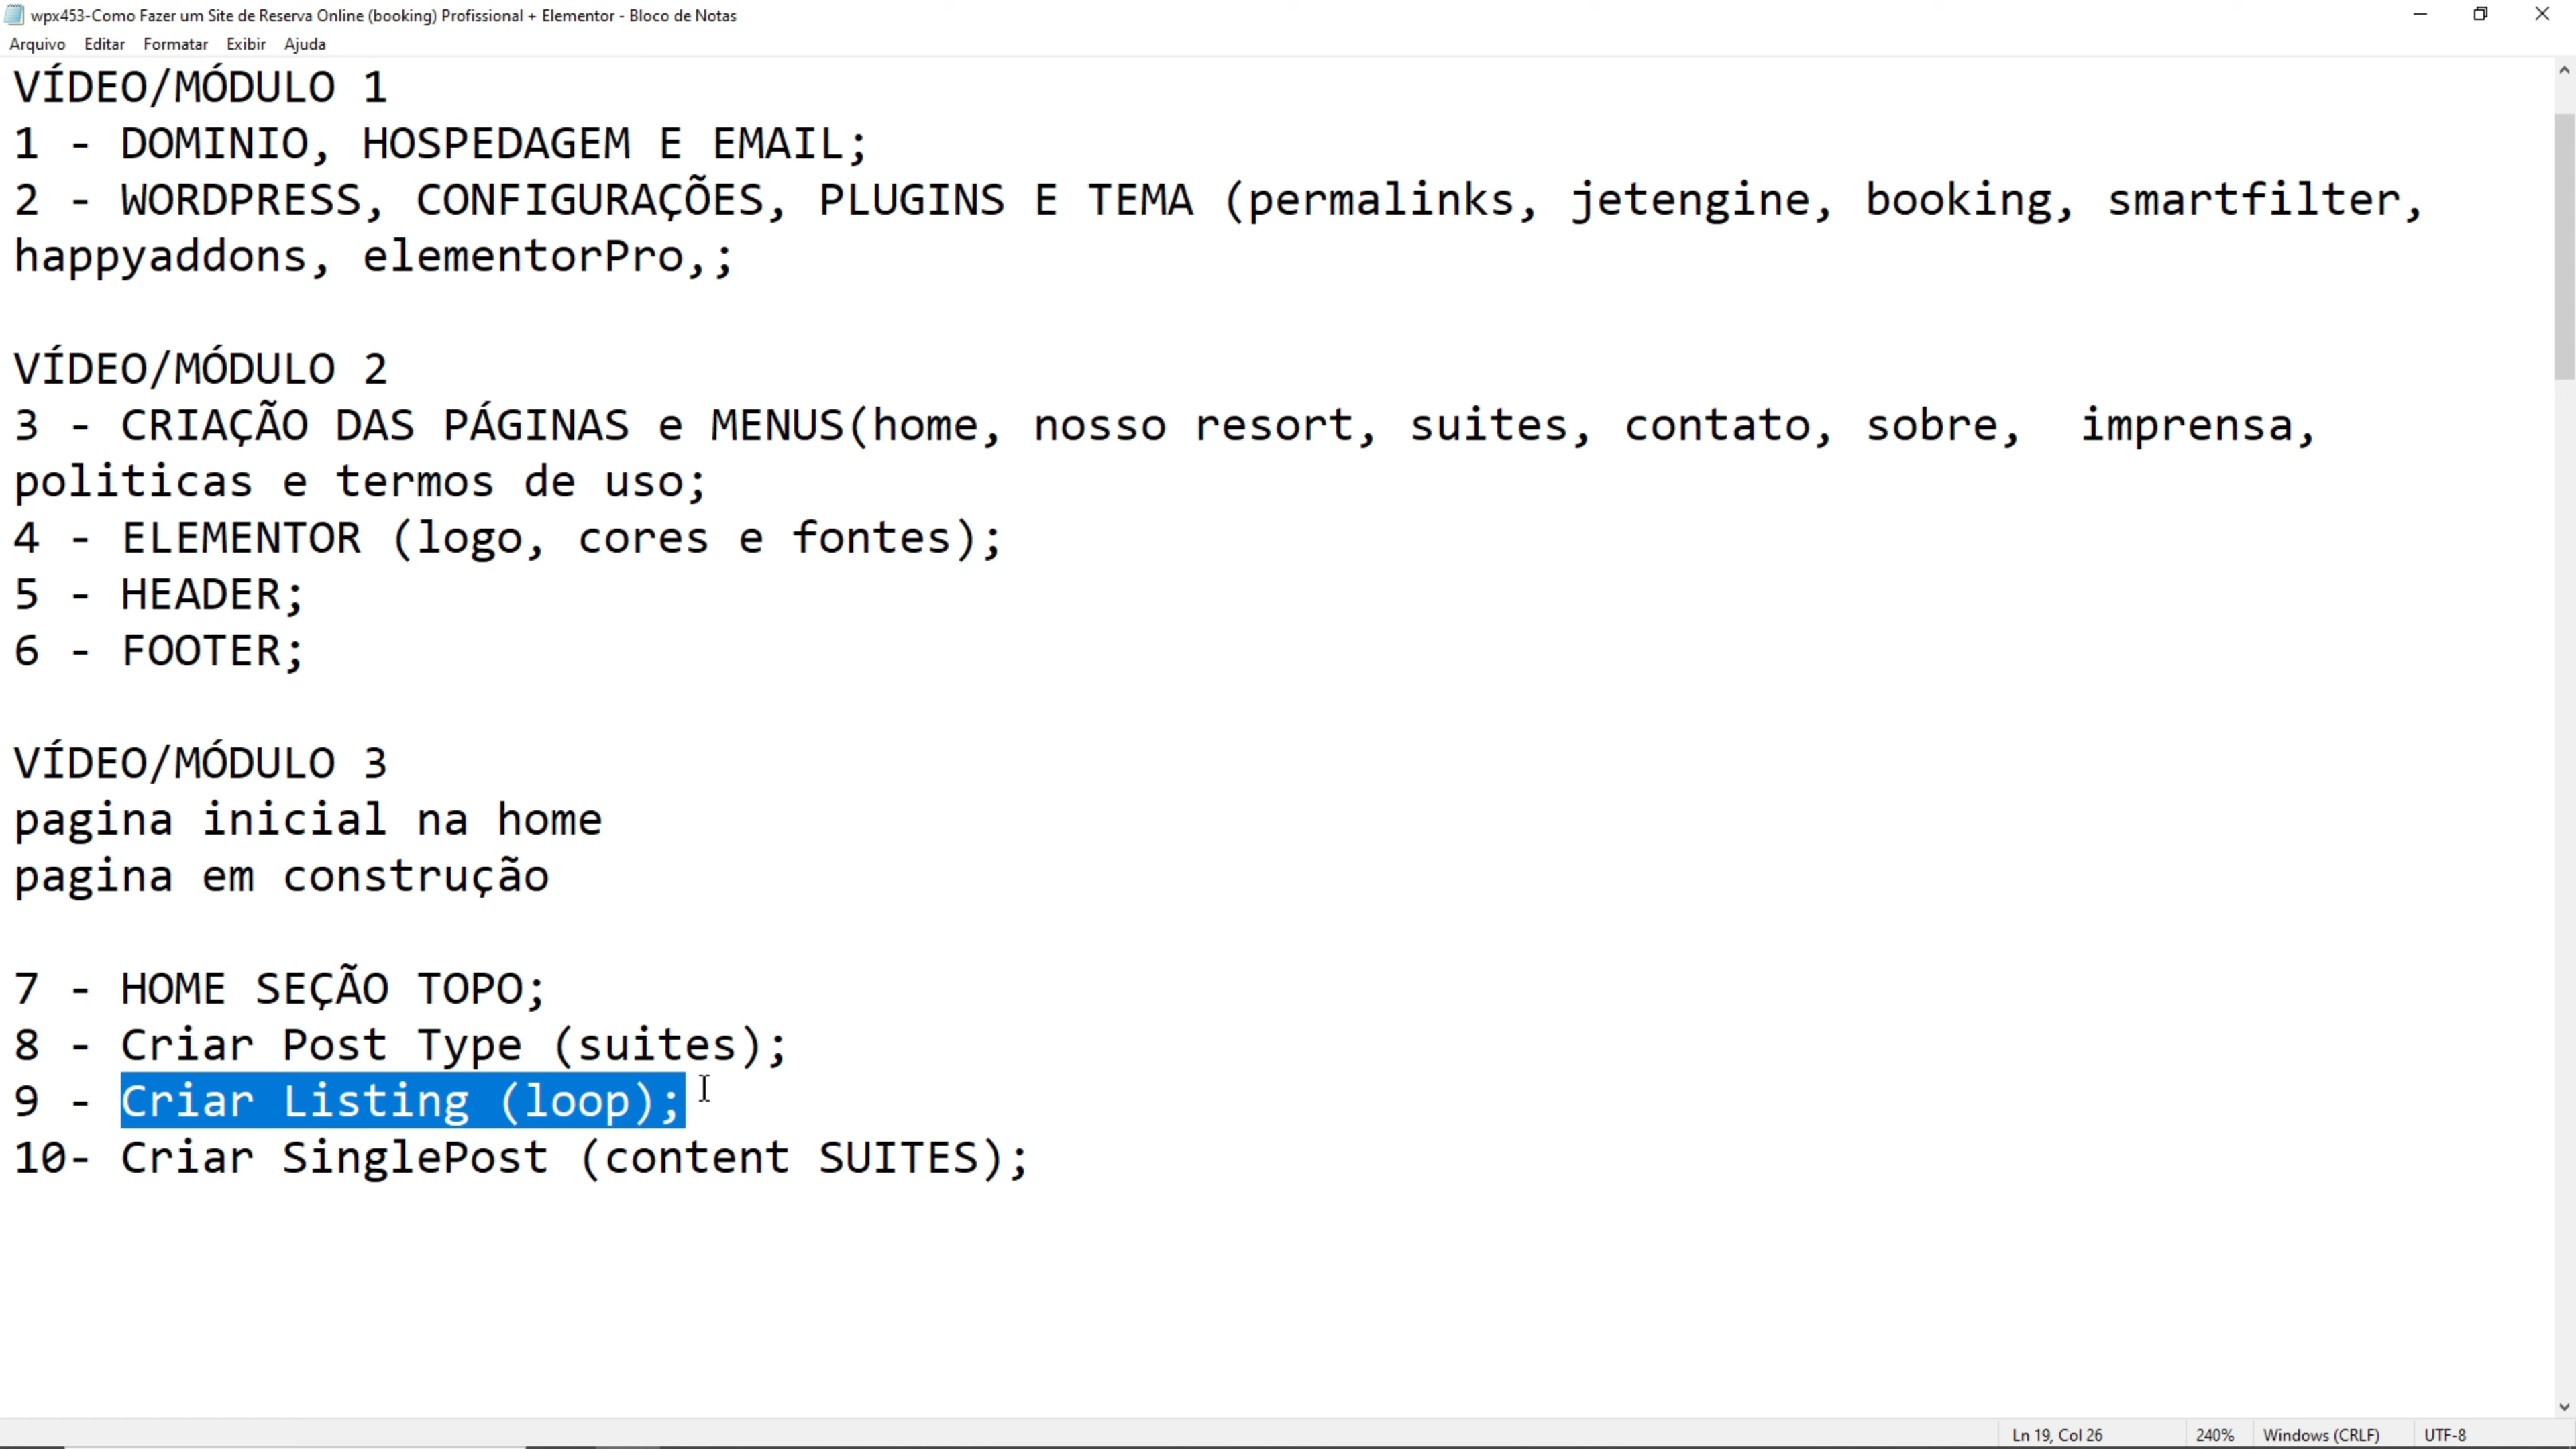 wpx453-Como Fazer um Site de Reserva Online (booking) Profissional + Elementor - Bloco de Notas
Arquivo Editar Formatar Exibir Ajuda
VÍDEO/MÓDULO 1
1 - DOMINIO, HOSPEDAGEM E EMAIL;
2 - WORDPRESS, CONFIGURAÇÕES, PLUGINS E TEMA (permalinks, jetengine, booking, smartfilter,
happyaddons, elementorPro,;
VÍDEO/MÓDULO 2
3 - CRIAÇÃO DAS PÁGINAS e MENUS(home, nosso resort, suites, contato, sobre,  imprensa,
politicas e termos de uso;
4 - ELEMENTOR (logo, cores e fontes);
5 - HEADER;
6 - FOOTER;
VÍDEO/MÓDULO 3
pagina inicial na home
pagina em construção
7 - HOME SEÇÃO TOPO;
8 - Criar Post Type (suites);
9 - Criar Listing (loop);
10- Criar SinglePost (content SUITES);
Ln 19, Col 26 240% Windows (CRLF) UTF-8